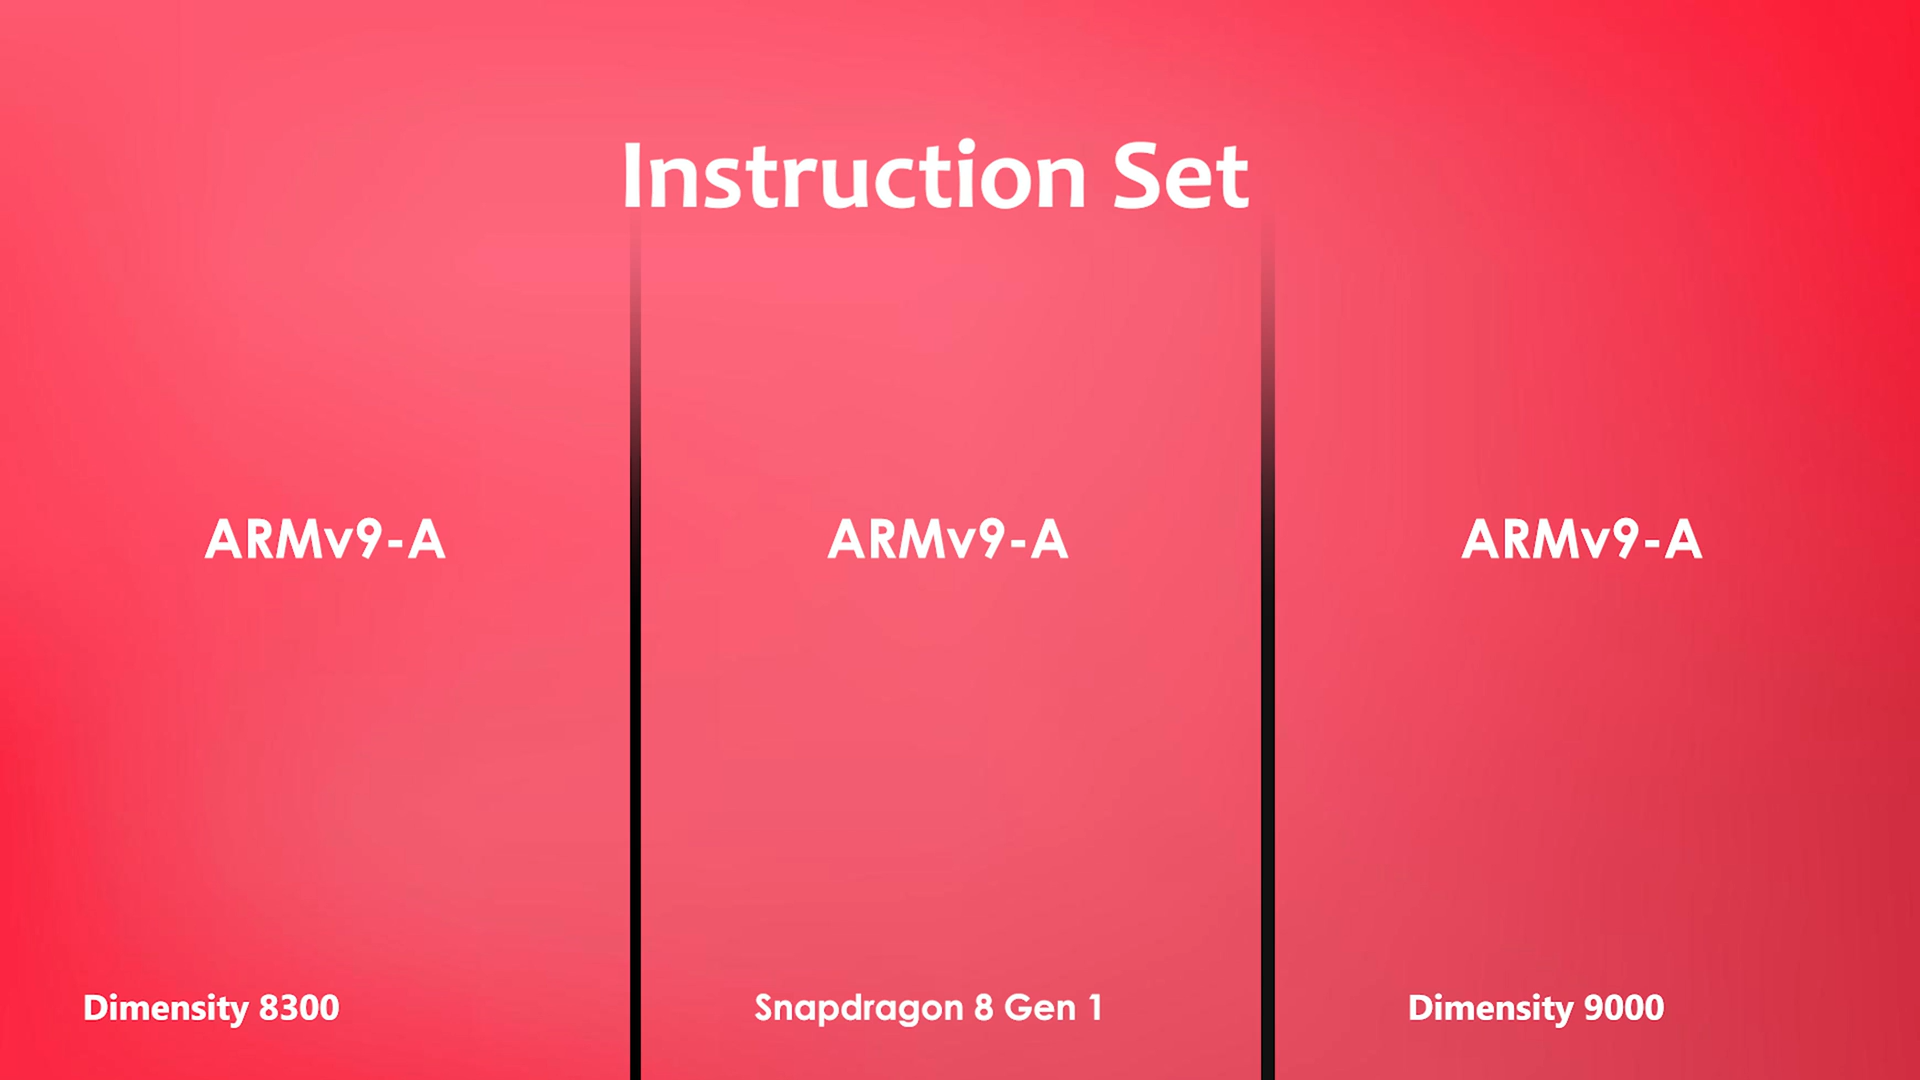 Instruction Set
ARMv9-A
ARMv9-A
ARMv9-A
Dimensity 8300
Snapdragon 8 Gen 1
Dimensity 9000